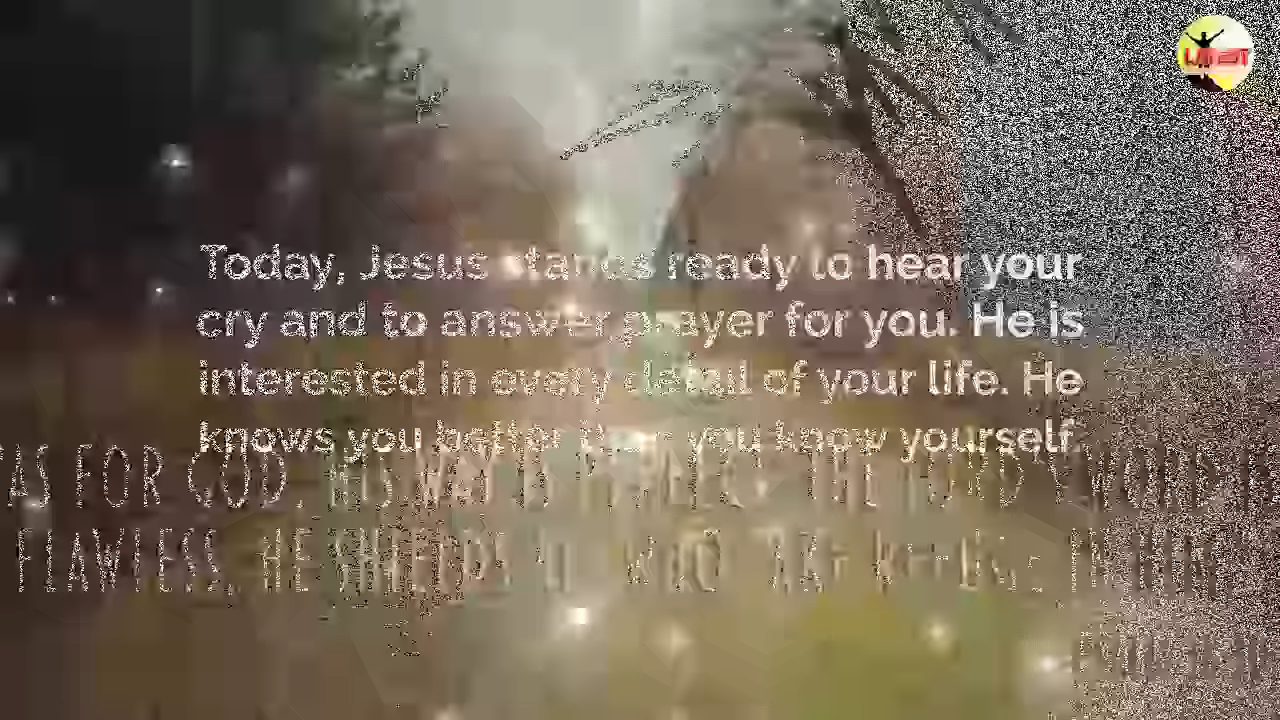 Today, Jesus stands ready to hear your
cry and to answer prayer for you. He is
interested in every detail of your life. He
knows you better than you know yourself.
AS FOR GOD, HIS WAY IS PERFECT THE LORD'S WORD
FLAWLESS, HE SHIELDS ALL WHO TAKE REFUGE IN HIM